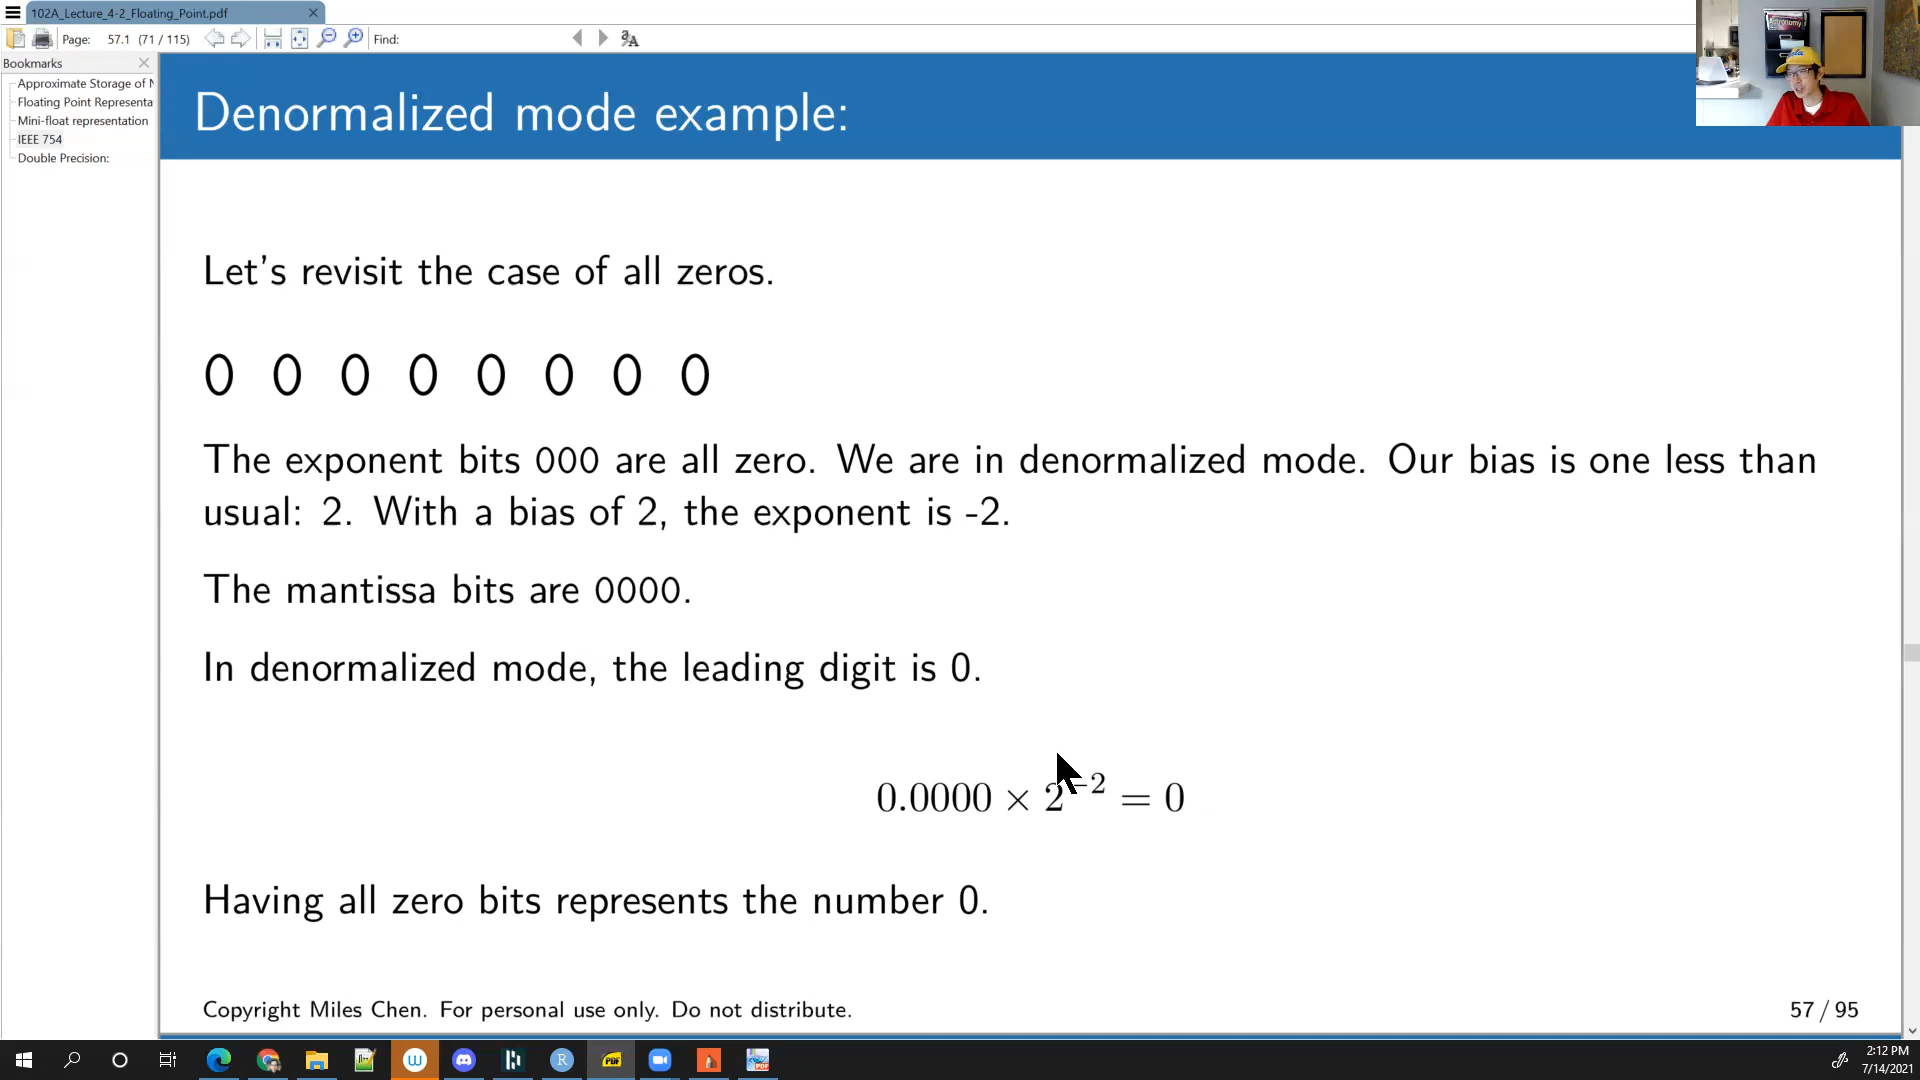 102A_Lecture_4-2_Floating_Point.pdf
Page: 57.1 (71 / 115) Find:
Bookmarks
Approximate Storage of N
Floating Point Representa
Mini-float representation
IEEE 754
Double Precision:
Denormalized mode example:
Let's revisit the case of all zeros.
0 0 0 0 0 0 0 0
The exponent bits 000 are all zero. We are in denormalized mode. Our bias is one less than
usual: 2. With a bias of 2, the exponent is -2.
The mantissa bits are 0000.
In denormalized mode, the leading digit is 0.
0.0000 × 2⁻² = 0
Having all zero bits represents the number 0.
Copyright Miles Chen. For personal use only. Do not distribute.
57 / 95
2:12 PM
7/14/2021